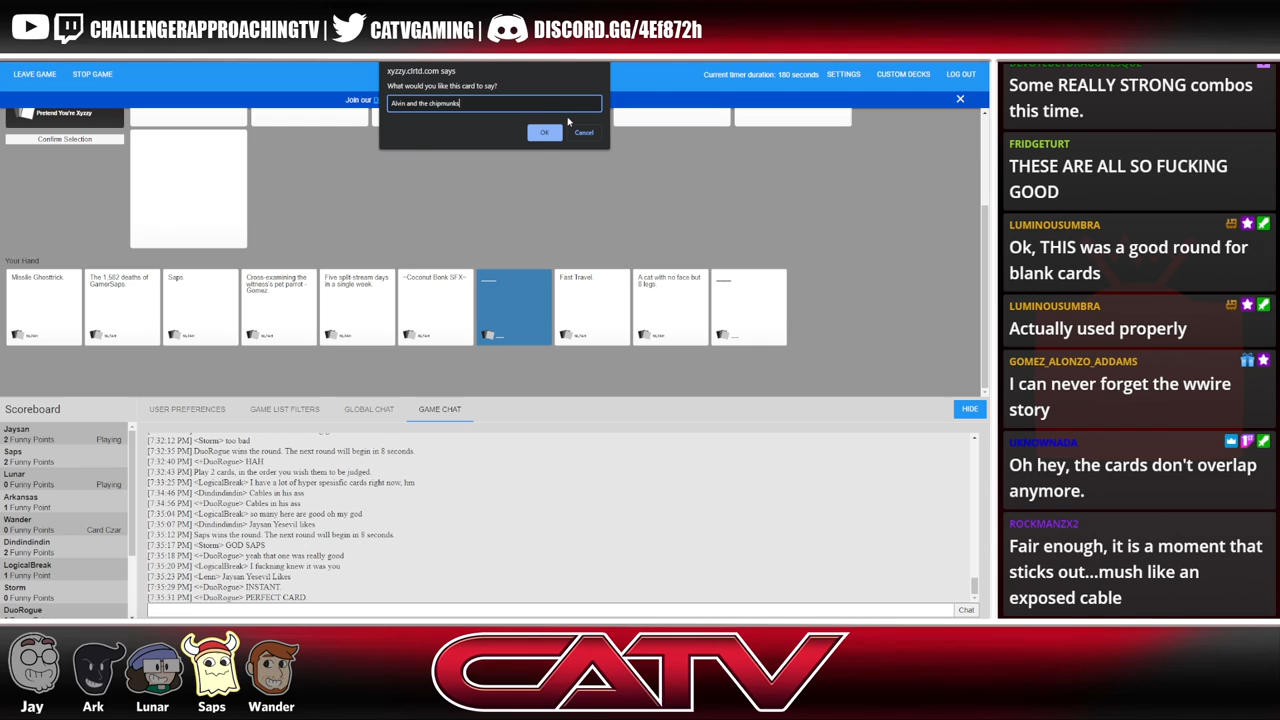 CHALLENGERAPPROACHINGTV | CATVGAMING | DISCORD.GG/4Ef872h
LEAVE GAME STOP GAME
Current timer duration: 180 seconds SETTINGS CUSTOM DECKS LOG OUT
xyzzy.clrtd.com says
What would you like this card to say?
Alvin and the chipmunks
OK Cancel
Join our
Pretend You're Xyzzy
Confirm Selection
Your Hand
Missile Ghosttrick.
The 1,582 deaths of
GamorSaps.
Saps.
Cross-examining the
witness's pet parrot -
Gomez.
Five split-stream days
in a single week.
~Coconut Bonk SFX~
____
Fast Travel.
A cat with no face but
8 legs.
____
Scoreboard
Jaysan
2 Funny Points Playing
Saps
2 Funny Points
Lunar
0 Funny Points Playing
Arkansas
1 Funny Point
Wander
0 Funny Points Card Czar
Dindindindin
2 Funny Points
LogicalBreak
1 Funny Point
Storm
0 Funny Points
DuoRogue
USER PREFERENCES GAME LIST FILTERS GLOBAL CHAT GAME CHAT HIDE
[7:32:12 PM] <Storm> too bad
[7:32:35 PM] DuoRogue wins the round. The next round will begin in 8 seconds.
[7:32:40 PM] <+DuoRogue> HAH
[7:32:43 PM] Play 2 cards, in the order you wish them to be judged.
[7:33:25 PM] <LogicalBreak> I have a lot of hyper spesisfic cards right now, hm
[7:34:46 PM] <Dindindindin> Cables in his ass
[7:34:56 PM] <+DuoRogue> Cables in his ass
[7:35:04 PM] <LogicalBreak> so many here are good oh my god
[7:35:07 PM] <Dindindindin> Jaysan Yesevil likes
[7:35:12 PM] Saps wins the round. The next round will begin in 8 seconds.
[7:35:17 PM] <Storm> GOD SAPS
[7:35:18 PM] <+DuoRogue> yeah that one was really good
[7:35:20 PM] <LogicalBreak> I fuckning knew it was you
[7:35:23 PM] <Lenn> Jaysan Yesevil Likes
[7:35:29 PM] <+DuoRogue> INSTANT
[7:35:31 PM] <+DuoRogue> PERFECT CARD
Chat
Some REALLY STRONG combos
this time.
FRIDGETURT
THESE ARE ALL SO FUCKING
GOOD
LUMINOUSUMBRA
Ok, THIS was a good round for
blank cards
LUMINOUSUMBRA
Actually used properly
GOMEZ_ALONZO_ADDAMS
I can never forget the wwire
story
UKNOWNADA
Oh hey, the cards don't overlap
anymore.
ROCKMANZX2
Fair enough, it is a moment that
sticks out...mush like an
exposed cable
Jay Ark Lunar Saps Wander
CATV